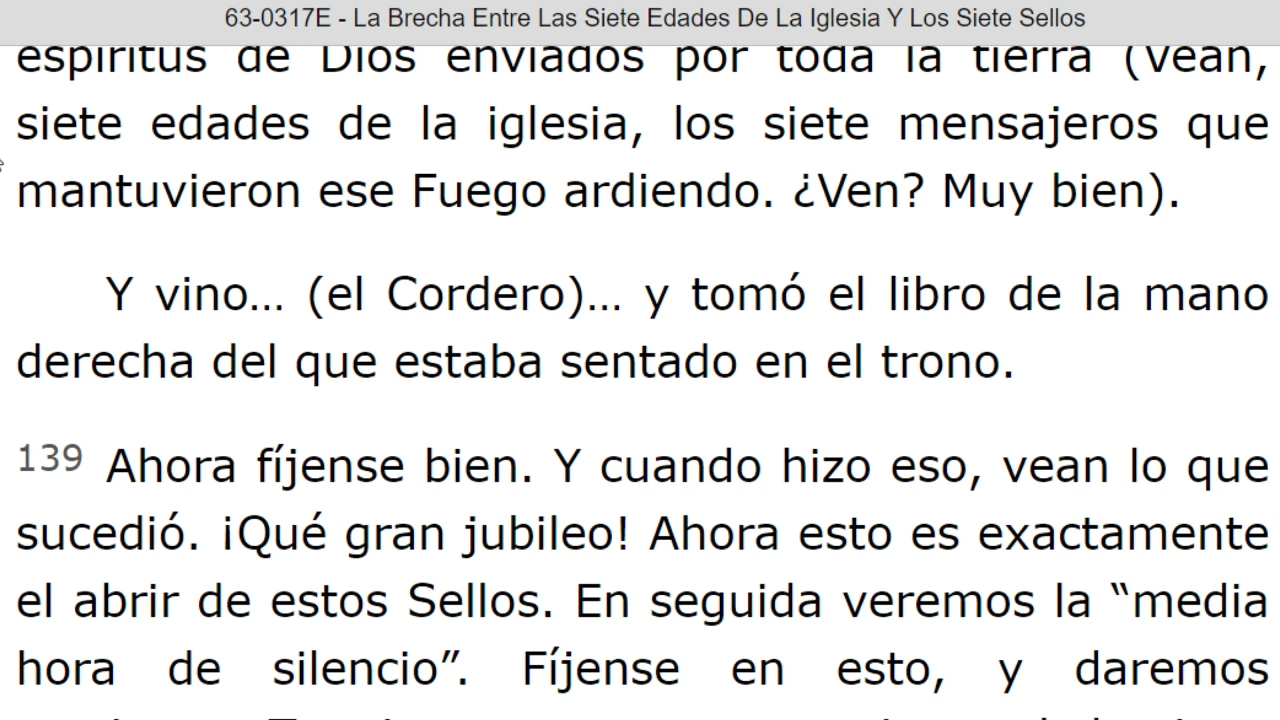 63-0317E - La Brecha Entre Las Siete Edades De La Iglesia Y Los Siete Sellos
espíritus de Dios enviados por toda la tierra (vean,
siete edades de la iglesia, los siete mensajeros que
mantuvieron ese Fuego ardiendo. ¿Ven? Muy bien).
Y vino... (el Cordero)... y tomó el libro de la mano
derecha del que estaba sentado en el trono.
139 Ahora fíjense bien. Y cuando hizo eso, vean lo que
sucedió. ¡Qué gran jubileo! Ahora esto es exactamente
el abrir de estos Sellos. En seguida veremos la “media
hora de silencio”. Fíjense en esto, y daremos